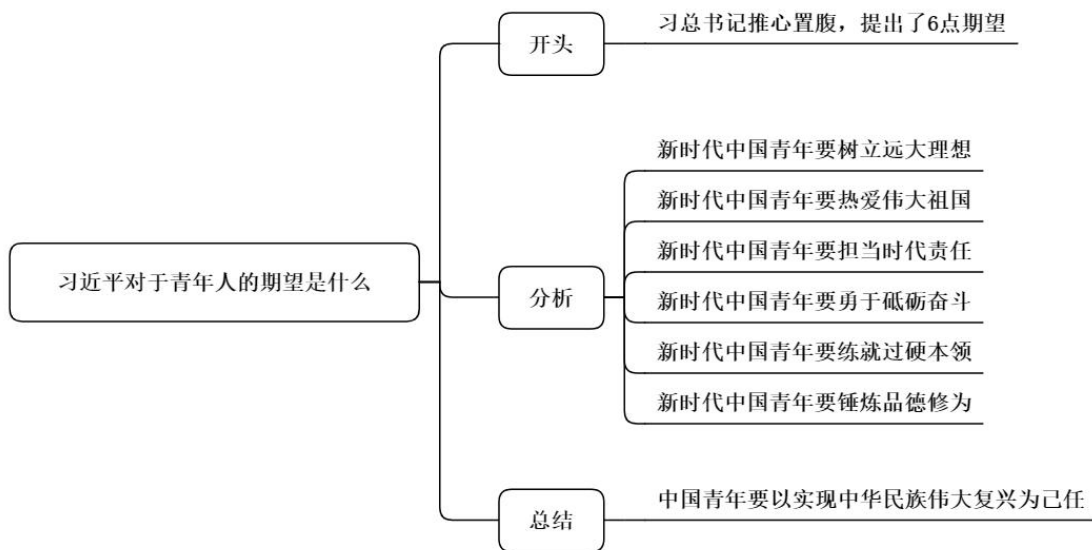 开头
习总书记推心置腹，提出了6点期望
习近平对于青年人的期望是什么
分析
新时代中国青年要树立远大理想
新时代中国青年要热爱伟大祖国
新时代中国青年要担当时代责任
新时代中国青年要勇于砥砺奋斗
新时代中国青年要练就过硬本领
新时代中国青年要锤炼品德修为
总结
中国青年要以实现中华民族伟大复兴为己任